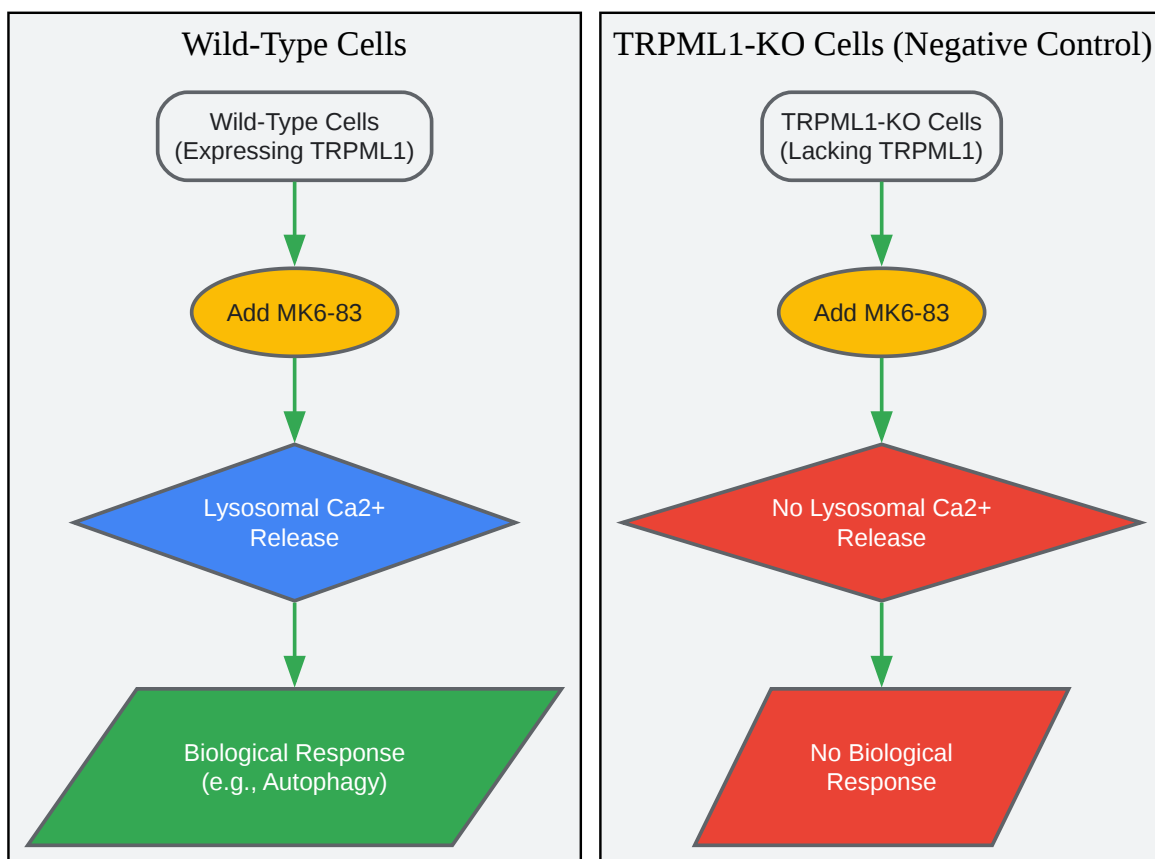 Wild-Type Cells
Wild-Type Cells
(Expressing TRPML1)
Add MK6-83
Lysosomal Ca2+
Release
Biological Response
(e.g., Autophagy)
TRPML1-KO Cells (Negative Control)
TRPML1-KO Cells
(Lacking TRPML1)
Add MK6-83
No Lysosomal Ca2+
Release
No Biological
Response